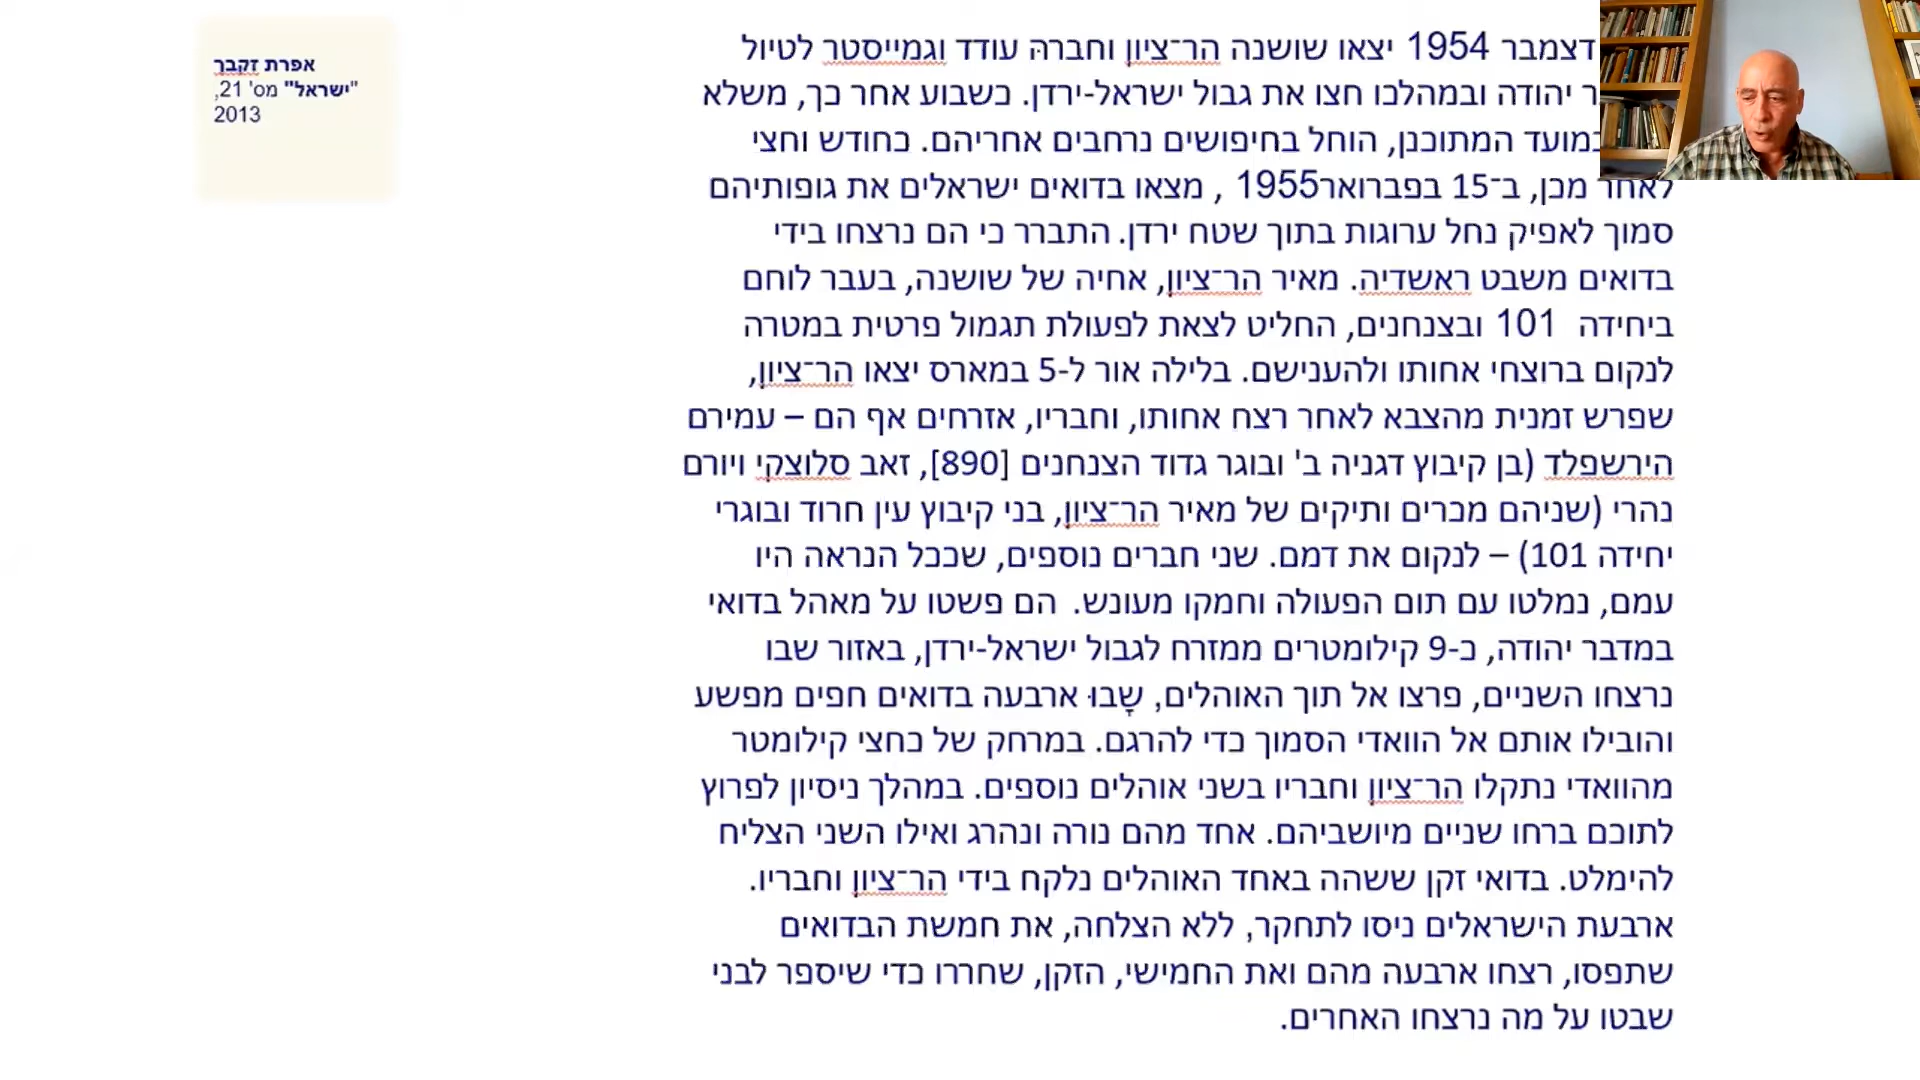 אפרת זקבך
"ישראל" מס' 21,
2013
דצמבר 1954 יצאו שושנה הר־ציון וחברהּ עודד וגמייסטר לטיול
יהודה ובמהלכו חצו את גבול ישראל-ירדן. כשבוע אחר כך, משלא
במועד המתוכנן, הוחל בחיפושים נרחבים אחריהם. כחודש וחצי
לאחר מכן, ב־15 בפברואר1955 , מצאו בדואים ישראלים את גופותיהם
סמוך לאפיק נחל ערוגות בתוך שטח ירדן. התברר כי הם נרצחו בידי
בדואים משבט ראשדיה. מאיר הר־ציון, אחיה של שושנה, בעבר לוחם
ביחידה 101 ובצנחנים, החליט לצאת לפעולת תגמול פרטית במטרה
לנקום ברוצחי אחותו ולהענישם. בלילה אור ל-5 במארס יצאו הר־ציון,
שפרש זמנית מהצבא לאחר רצח אחותו, וחבריו, אזרחים אף הם – עמירם
הירשפלד (בן קיבוץ דגניה ב' ובוגר גדוד הצנחנים [890], זאב סלוצקי ויורם
נהרי (שניהם מכרים ותיקים של מאיר הר־ציון, בני קיבוץ עין חרוד ובוגרי
יחידה 101) – לנקום את דמם. שני חברים נוספים, שככל הנראה היו
עמם, נמלטו עם תום הפעולה וחמקו מעונש. הם פשטו על מאהל בדואי
במדבר יהודה, כ-9 קילומטרים ממזרח לגבול ישראל-ירדן, באזור שבו
נרצחו השניים, פרצו אל תוך האוהלים, שָבוּ ארבעה בדואים חפים מפשע
והובילו אותם אל הוואדי הסמוך כדי להרגם. במרחק של כחצי קילומטר
מהוואדי נתקלו הר־ציון וחבריו בשני אוהלים נוספים. במהלך ניסיון לפרוץ
לתוכם ברחו שניים מיושביהם. אחד מהם נורה ונהרג ואילו השני הצליח
להימלט. בדואי זקן ששהה באחד האוהלים נלקח בידי הר־ציון וחבריו.
ארבעת הישראלים ניסו לתחקר, ללא הצלחה, את חמשת הבדואים
שתפסו, רצחו ארבעה מהם ואת החמישי, הזקן, שחררו כדי שיספר לבני
שבטו על מה נרצחו האחרים.